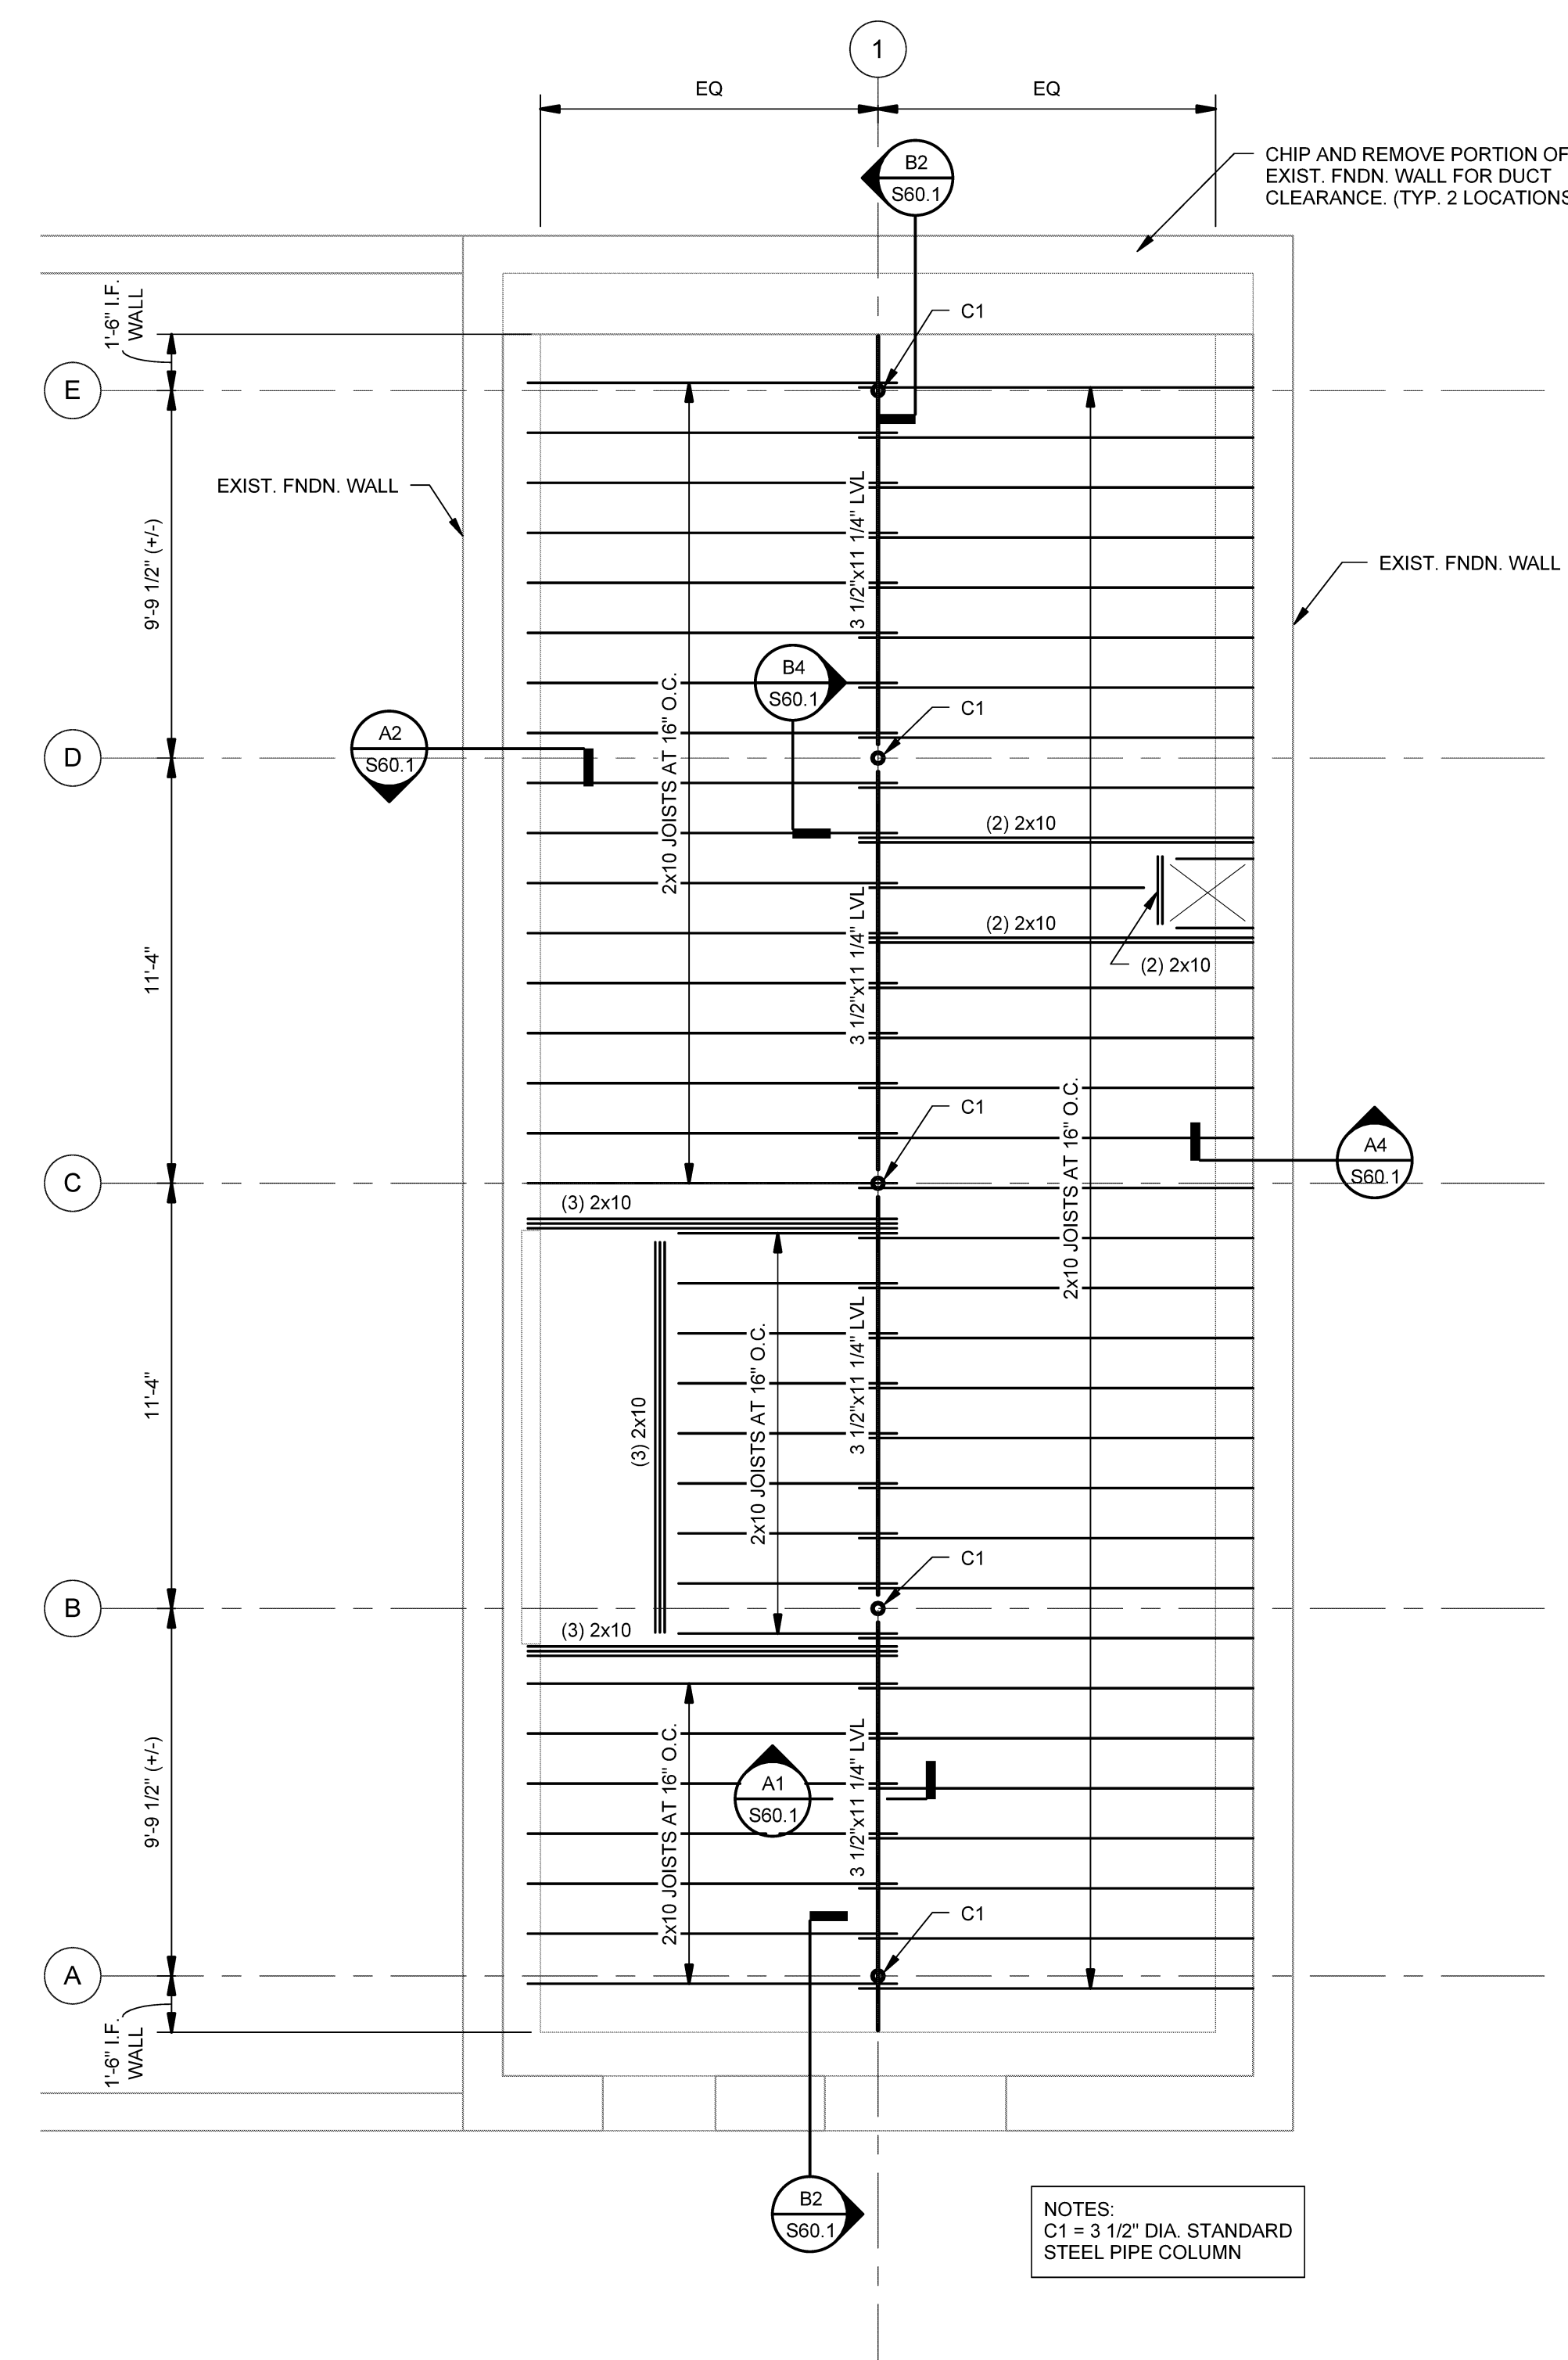 1
EQ
EQ
B2
S60.1
CHIP AND REMOVE PORTION OF
EXIST. FNDN. WALL FOR DUCT
CLEARANCE. (TYP. 2 LOCATIONS
1'-6" I.F.
WALL
C1
E
EXIST. FNDN. WALL
9'-9 1/2" (+/-)
3 1/2"x11 1/4" LVL
EXIST. FNDN. WALL
B4
S60.1
2x10 JOISTS AT 16" O.C.
C1
A2
S60.1
D
(2) 2x10
(2) 2x10
(2) 2x10
11'-4"
3 1/2"x11 1/4" LVL
C1
2x10 JOISTS AT 16" O.C.
A4
S60.1
C
(3) 2x10
11'-4"
(3) 2x10
2x10 JOISTS AT 16" O.C.
3 1/2"x11 1/4" LVL
C1
B
(3) 2x10
9'-9 1/2" (+/-)
2x10 JOISTS AT 16" O.C.
A1
S60.1
3 1/2"x11 1/4" LVL
C1
A
1'-6" I.F.
WALL
B2
S60.1
NOTES:
C1 = 3 1/2" DIA. STANDARD
STEEL PIPE COLUMN